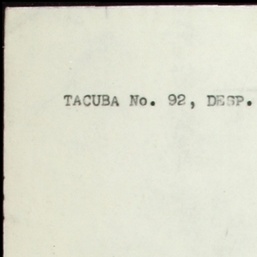 TACUBA No. 92, DESP.